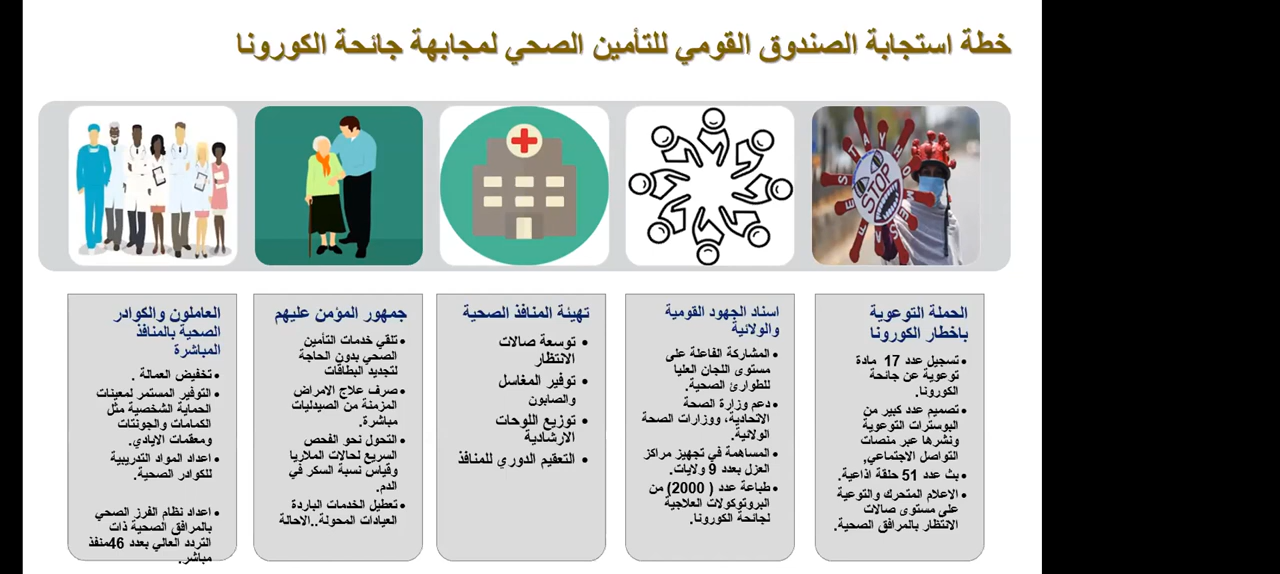 خطة استجابة الصندوق القومي للتأمين الصحي لمجابهة جائحة الكورونا
STAY HOME
STOP
الحملة التوعوية
باخطار الكورونا
•تسجيل عدد 17 مادة
توعوية عن جائحة
الكورونا.
•تصميم عدد كبير من
البوسترات التوعوية
ونشرها عبر منصات
التواصل الاجتماعي,
•بث عدد 51 حلقة اذاعية.
•الاعلام المتحرك والتوعية
على مستوى صالات
الانتظار بالمرافق الصحية.
اسناد الجهود القومية
والولائية
•المشاركة الفاعلة على
مستوى اللجان العليا
للطوارئ الصحية.
•دعم وزارة الصحة
الاتحادية، ووزارات الصحة
الولائية.
•المساهمة في تجهيز مراكز
العزل بعدد 9 ولايات.
•طباعة عدد ( 2000) من
البروتوكولات العلاجية
لجائحة الكورونا.
تهيئة المنافذ الصحية
• توسعة صالات
الانتظار
• توفير المغاسل
والصابون
• توزيع اللوحات
الارشادية
• التعقيم الدوري للمنافذ
جمهور المؤمن عليهم
•تلقي خدمات التأمين
الصحي بدون الحاجة
لتجديد البطاقات
•صرف علاج الامراض
المزمنة من الصيدليات
مباشرة.
•التحول نحو الفحص
السريع لحالات الملاريا
وقياس نسبة السكر في
الدم.
•تعطيل الخدمات الباردة
العيادات المحولة..الاحالة
العاملون والكوادر
الصحية بالمنافذ
المباشرة
•تخفيض العمالة .
•التوفير المستمر لمعينات
الحماية الشخصية مثل
الكمامات والجونتات
ومعقمات الايادي.
•اعداد المواد التدريبية
للكوادر الصحية.
•اعداد نظام الفرز الصحي
بالمرافق الصحية ذات
التردد العالي بعدد 46منفذ
مباشر.